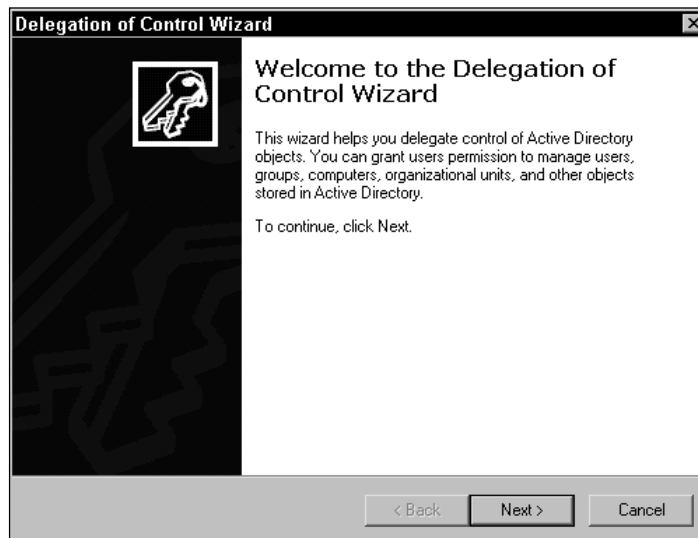 Delegation of Control Wizard
Welcome to the Delegation of
Control Wizard
This wizard helps you delegate control of Active Directory
objects. You can grant users permission to manage users,
groups, computers, organizational units, and other objects
stored in Active Directory.
To continue, click Next.
< Back
Next >
Cancel